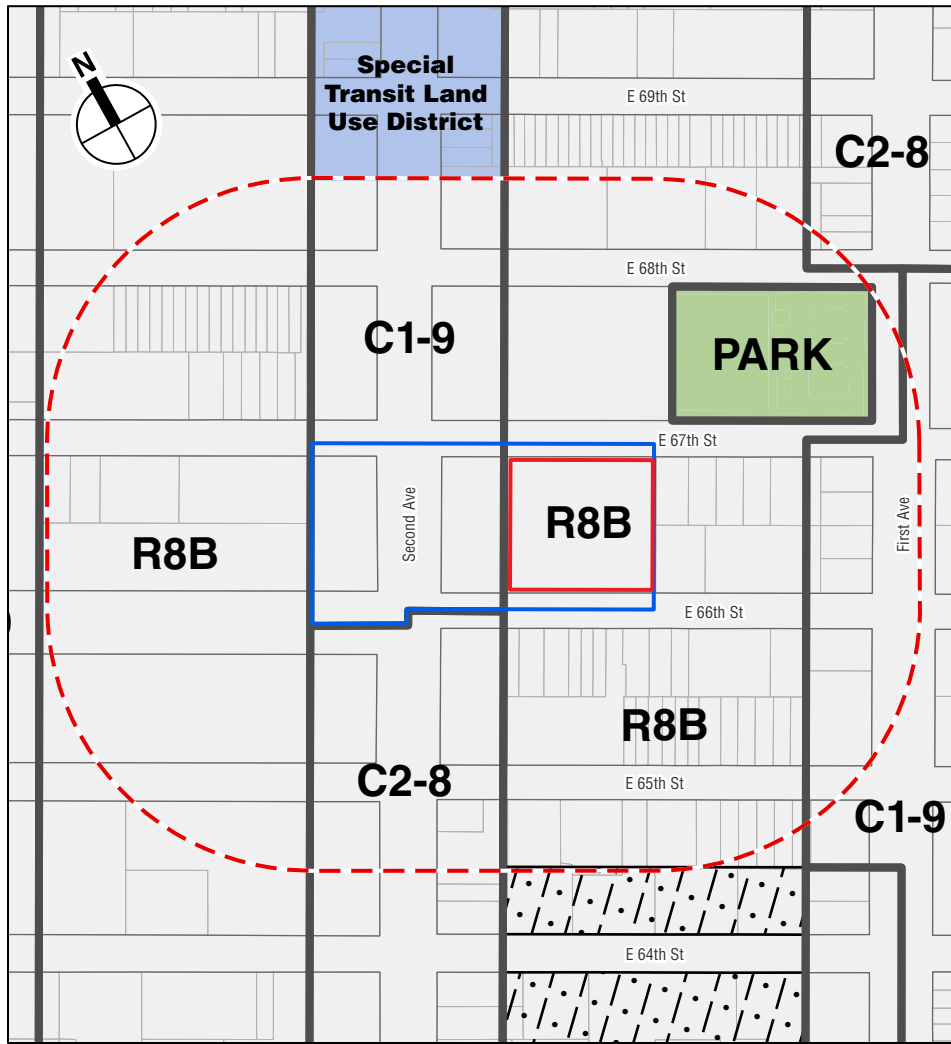 Special
Transit Land
Use District
N
E 69th St
C2-8
E 68th St
C1-9
PARK
E 67th St
Second Ave
R8B
First Ave
R8B
E 66th St
R8B
E 65th St
C2-8
C1-9
E 64th St